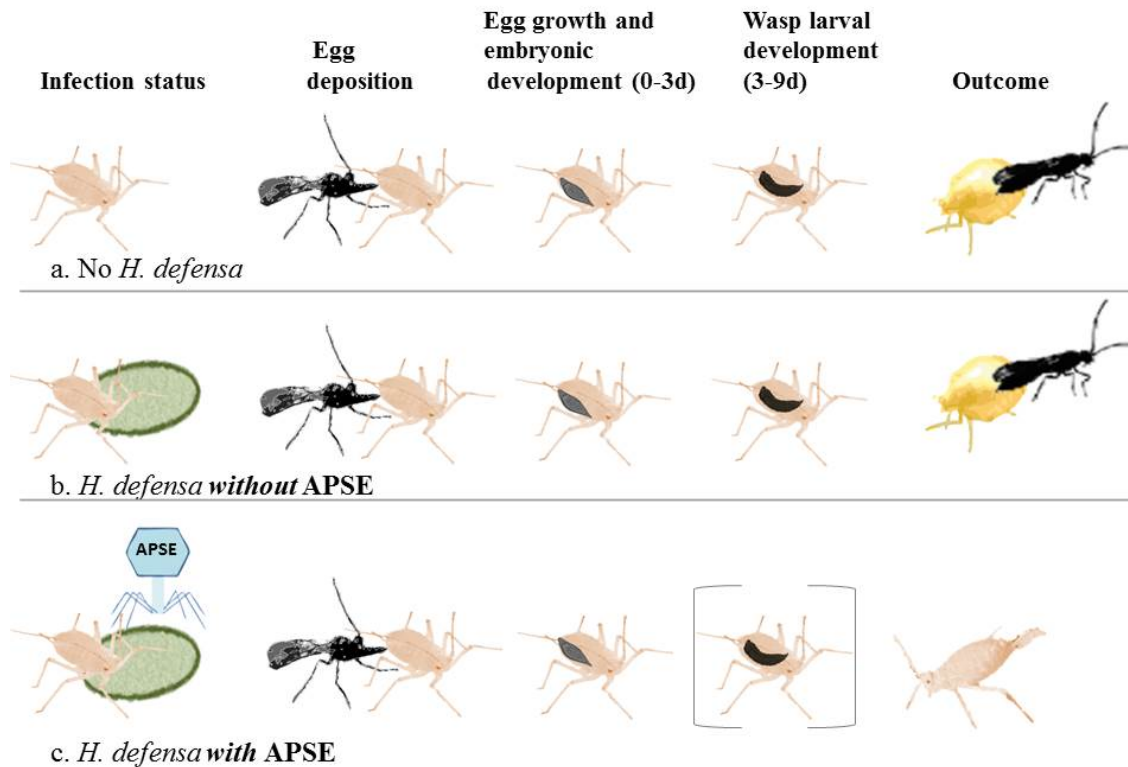 Infection status
Egg
deposition
Egg growth and
embryonic
development (0-3d)
Wasp larval
development
(3-9d)
Outcome
a. No H. defensa
b. H. defensa without APSE
APSE
c. H. defensa with APSE